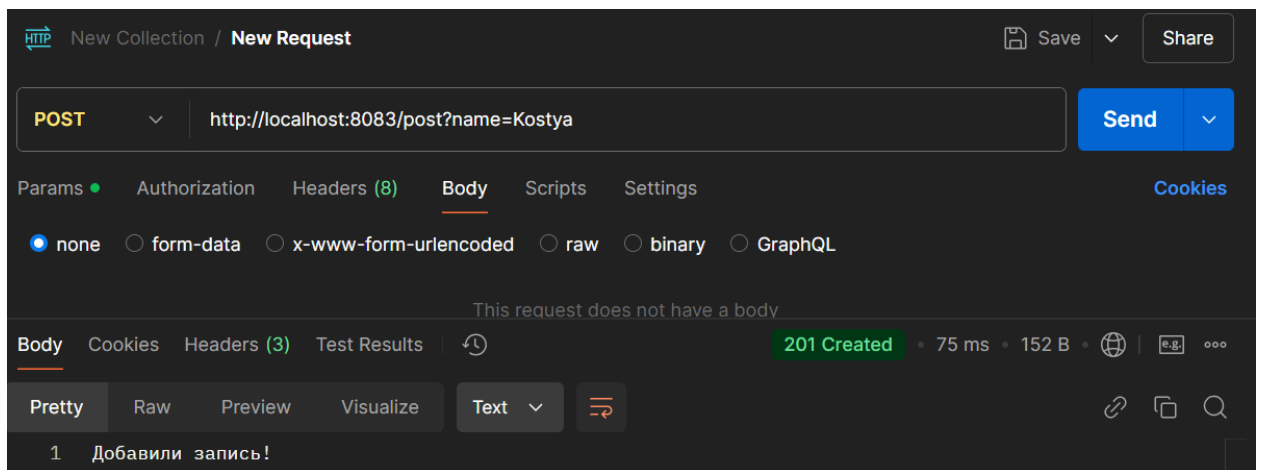 HTTP New Collection / New Request Save Share
POST http://localhost:8083/post?name=Kostya Send
Params Authorization Headers (8) Body Scripts Settings Cookies
none form-data x-www-form-urlencoded raw binary GraphQL
This request does not have a body
Body Cookies Headers (3) Test Results 201 Created • 75 ms • 152 B • e.g.
Pretty Raw Preview Visualize Text
1 Добавили запись!